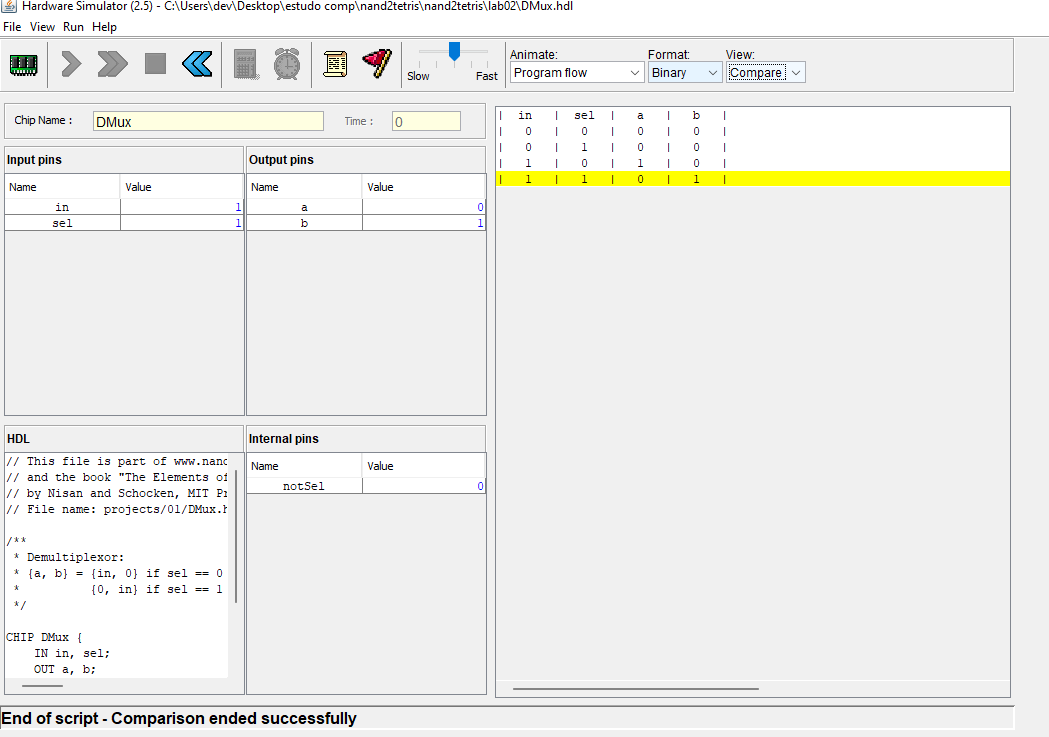 Hardware Simulator (2.5) - C:\Users\dev\Desktop\estudo comp\nand2tetris\nand2tetris\lab02\DMux.hdl
File View Run Help
Slow Fast
Animate: Format: View:
Program flow Binary Compare
Chip Name : DMux Time : 0
Input pins
Name Value
in 1
sel 1
Output pins
Name Value
a 0
b 1
HDL
// This file is part of www.nand
// and the book "The Elements of
// by Nisan and Schocken, MIT Pr
// File name: projects/01/DMux.h
/**
* Demultiplexor:
* {a, b} = {in, 0} if sel == 0
* {0, in} if sel == 1
*/
CHIP DMux {
IN in, sel;
OUT a, b;
Internal pins
Name Value
notSel 0
| in | sel | a | b |
| 0 | 0 | 0 | 0 |
| 0 | 1 | 0 | 0 |
| 1 | 0 | 1 | 0 |
| 1 | 1 | 0 | 1 |
End of script - Comparison ended successfully